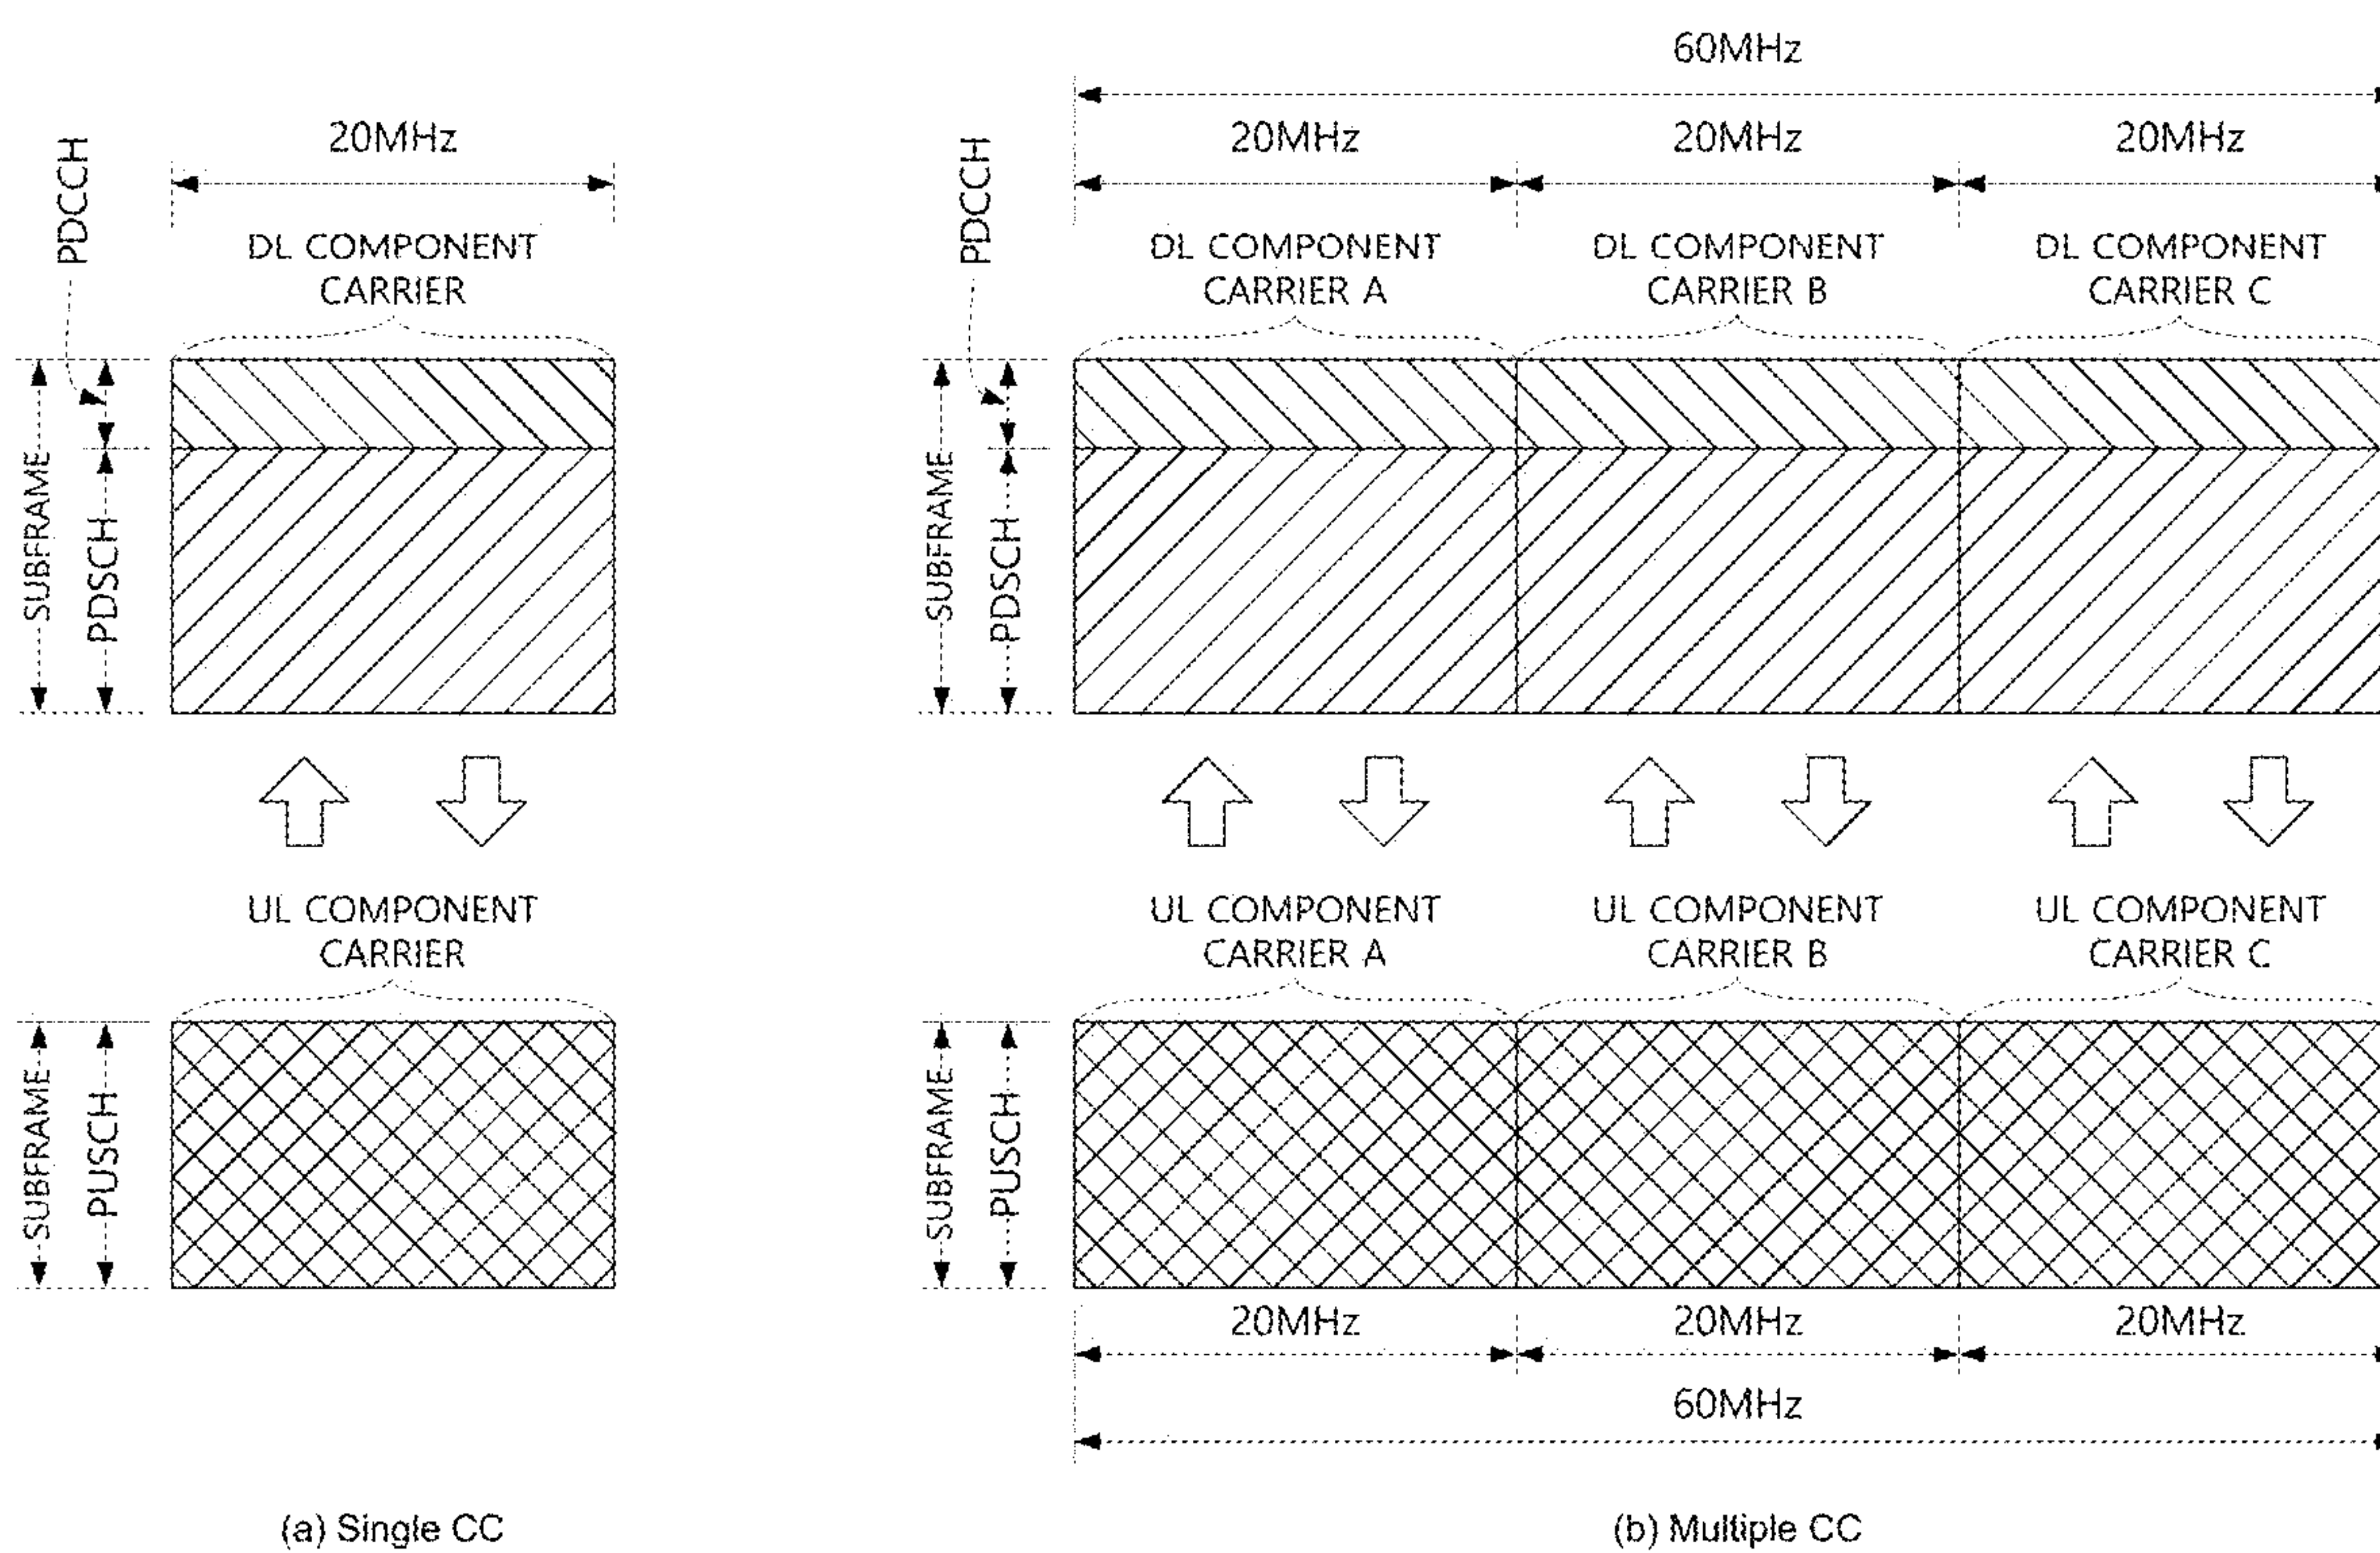 20MHz
PDCCH
DL COMPONENT
CARRIER
SUBFRAME
PDSCH
UL COMPONENT
CARRIER
SUBFRAME
PUSCH
(a) Single CC
60MHz
20MHz
20MHz
20MHz
PDCCH
DL COMPONENT
CARRIER A
DL COMPONENT
CARRIER B
DL COMPONENT
CARRIER C
SUBFRAME
PDSCH
UL COMPONENT
CARRIER A
UL COMPONENT
CARRIER B
UL COMPONENT
CARRIER C
SUBFRAME
PUSCH
20MHz
20MHz
20MHz
60MHz
(b) Multiple CC